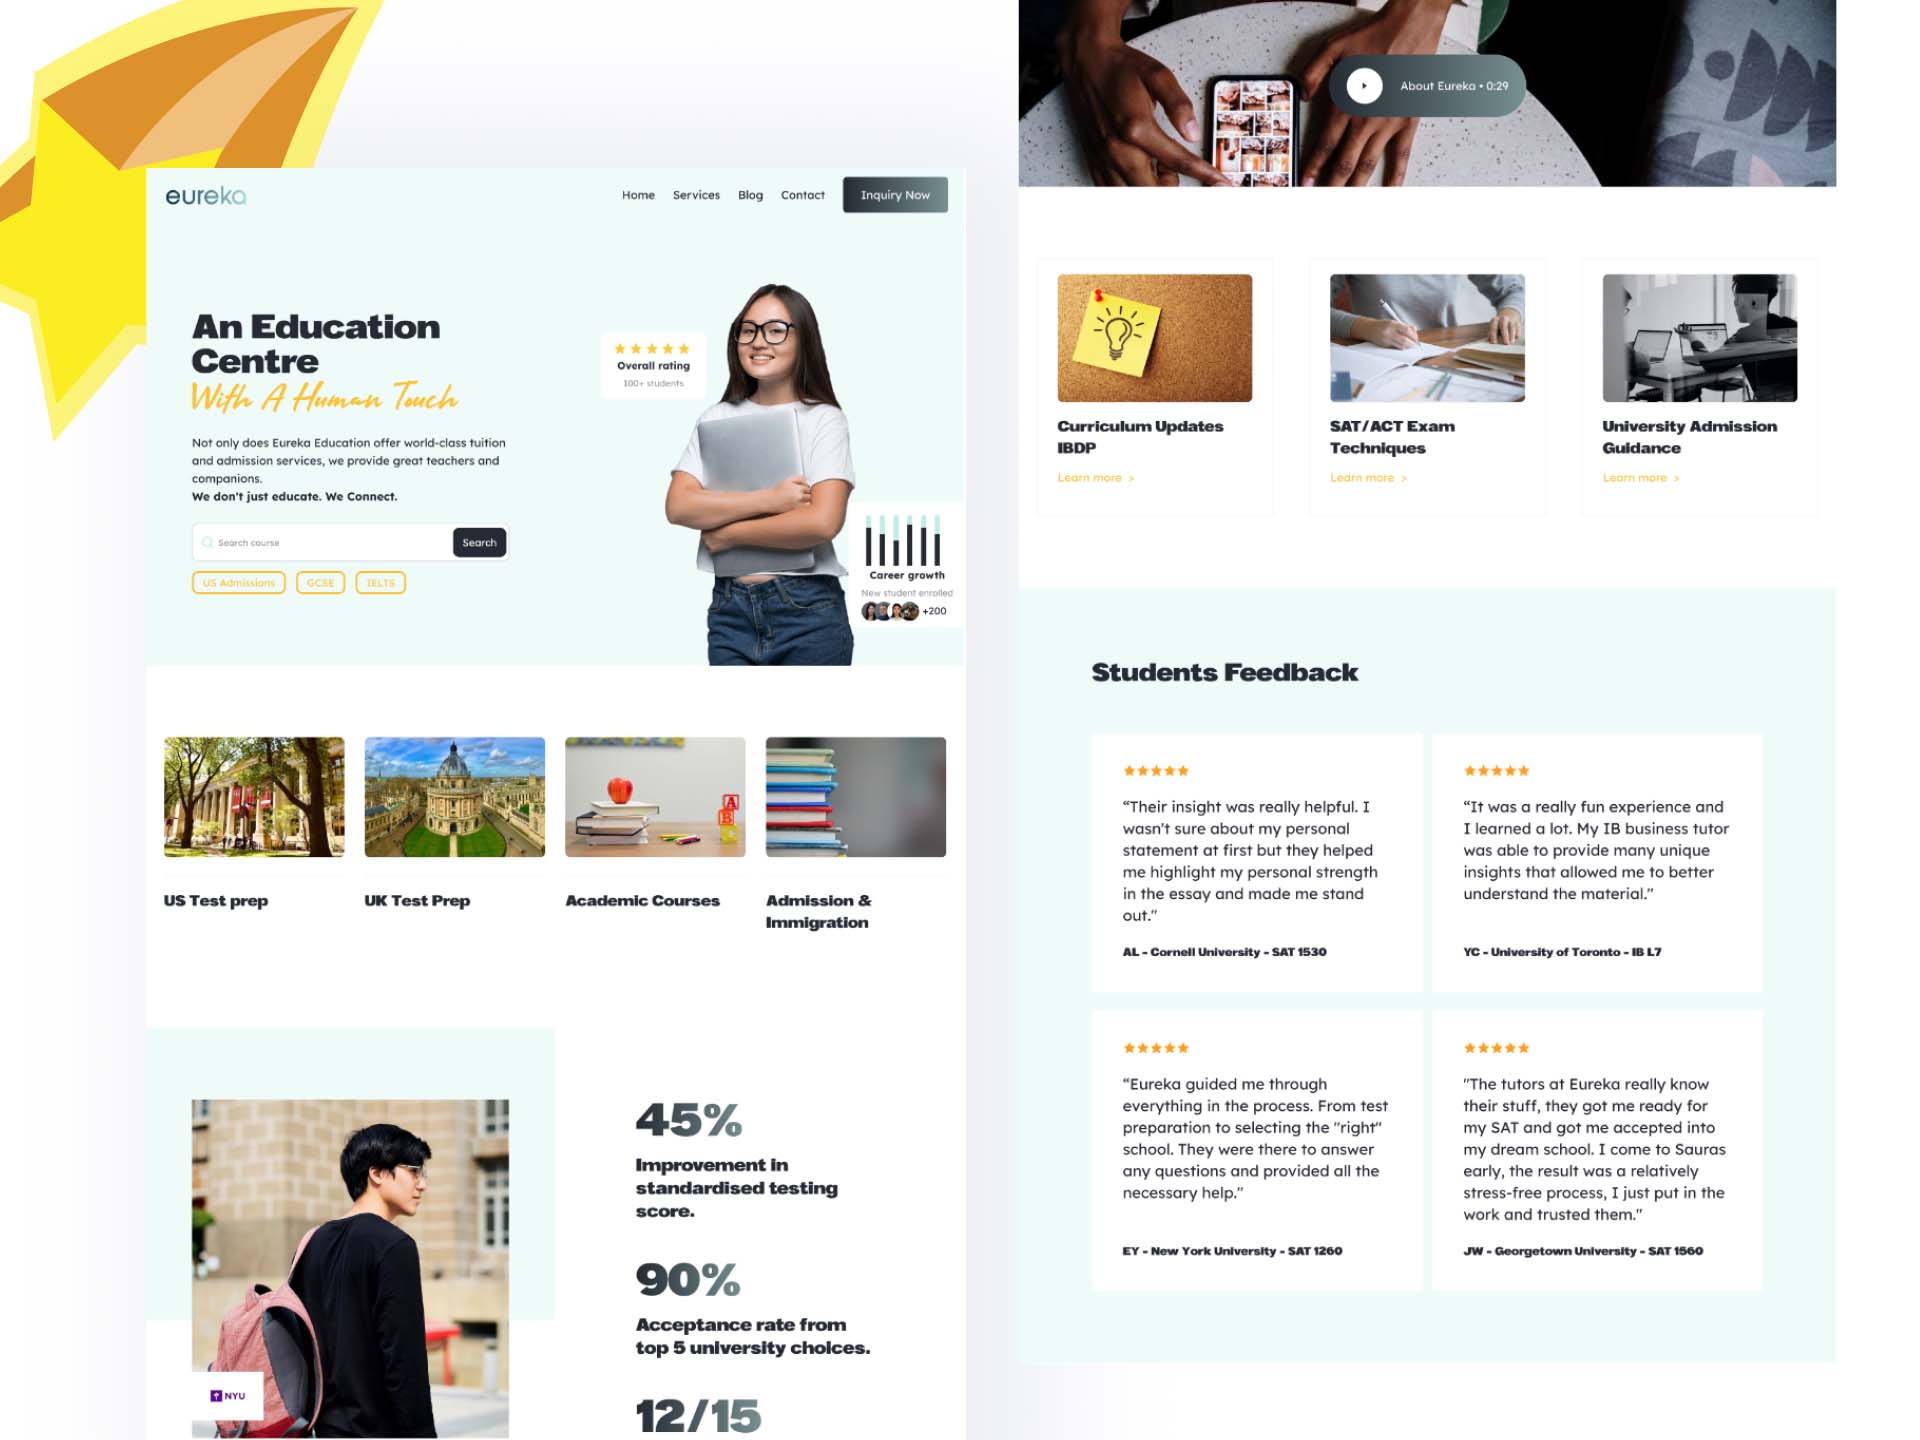 eureka
Home Services Blog Contact Inquiry Now
An Education
Centre
With A Human Touch
Not only does Eureka Education offer world-class tuition
and admission services, we provide great teachers and
companions.
We don't just educate. We Connect.
Search course Search
US Admissions GCSE IELTS
Overall rating
100+ students
Career growth
New student enrolled
+200
US Test prep
UK Test Prep
Academic Courses
Admission &
Immigration
A
B
NYU
45%
Improvement in
standardised testing
score.
90%
Acceptance rate from
top 5 university choices.
12/15
About Eureka • 0:29
Curriculum Updates
IBDP
Learn more >
SAT/ACT Exam
Techniques
Learn more >
University Admission
Guidance
Learn more >
Students Feedback
“Their insight was really helpful. I
wasn't sure about my personal
statement at first but they helped
me highlight my personal strength
in the essay and made me stand
out."
AL - Cornell University - SAT 1530
“It was a really fun experience and
I learned a lot. My IB business tutor
was able to provide many unique
insights that allowed me to better
understand the material."
YC - University of Toronto - IB L7
“Eureka guided me through
everything in the process. From test
preparation to selecting the "right"
school. They were there to answer
any questions and provided all the
necessary help."
EY - New York University - SAT 1260
"The tutors at Eureka really know
their stuff, they got me ready for
my SAT and got me accepted into
my dream school. I come to Sauras
early, the result was a relatively
stress-free process, I just put in the
work and trusted them."
JW - Georgetown University - SAT 1560